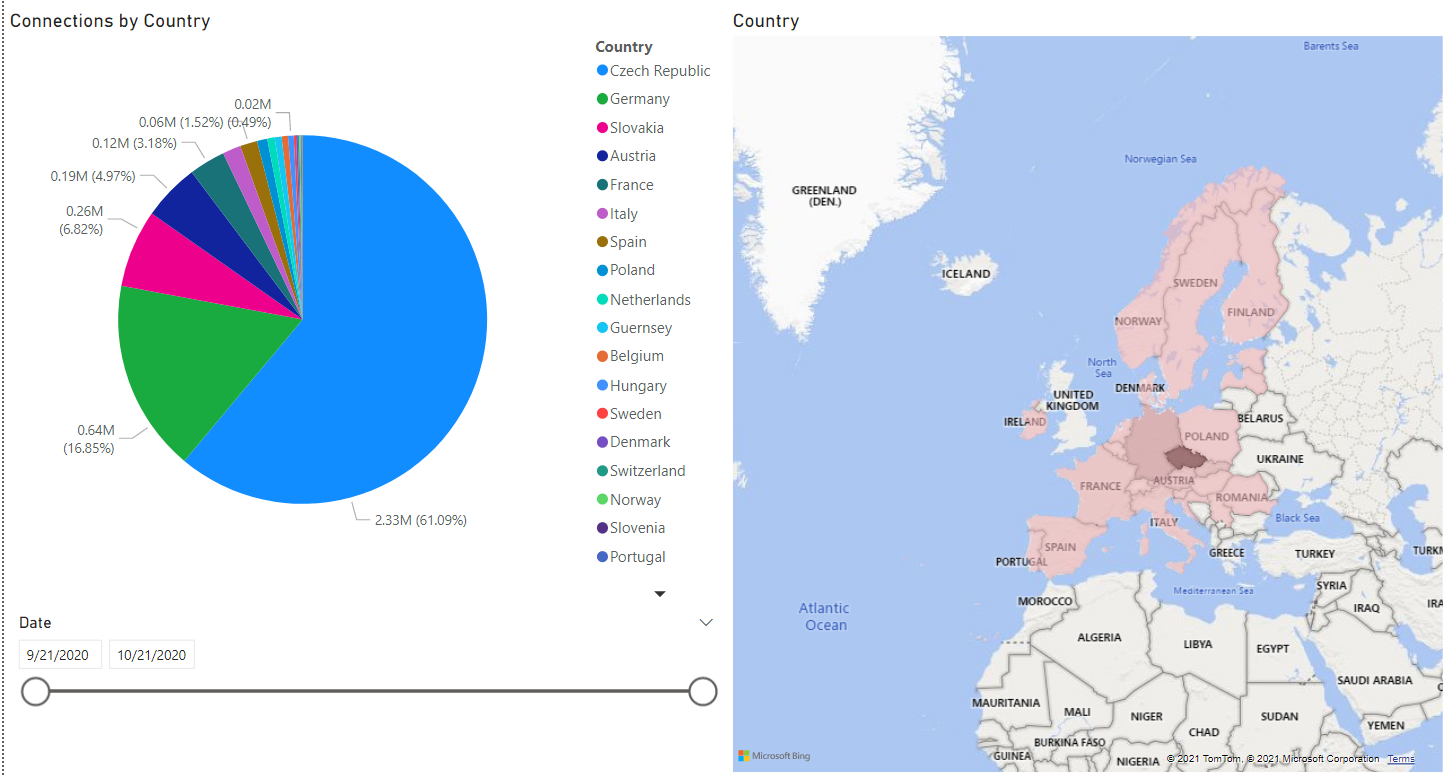 Connections by Country
Country
Czech Republic
Germany
Slovakia
Austria
France
Italy
Spain
Poland
Netherlands
Guernsey
Belgium
Hungary
Sweden
Denmark
Switzerland
Norway
Slovenia
Portugal
0.02M
(0.49%)
0.06M (1.52%)
0.12M (3.18%)
0.19M (4.97%)
0.26M
(6.82%)
0.64M
(16.85%)
2.33M (61.09%)
Date
9/21/2020
10/21/2020
Country
Barents Sea
Norwegian Sea
GREENLAND
(DEN.)
ICELAND
SWEDEN
FINLAND
NORWAY
North
Sea
DENMARK
UNITED
KINGDOM
IRELAND
BELARUS
POLAND
UKRAINE
FRANCE
AUSTRIA
ROMANIA
ITALY
Black Sea
SPAIN
PORTUGAL
GREECE
TURKEY
TURKM
Mediterranean Sea
SYRIA
MOROCCO
IRAQ
IRA
Atlantic
Ocean
ALGERIA
LIBYA
EGYPT
SAUDI ARABIA
MAURITANIA
MALI
NIGER
CHAD
SUDAN
YEMEN
BURKINA FASO
GUINEA
NIGERIA
Microsoft Bing
© 2021 TomTom, © 2021 Microsoft Corporation Terms